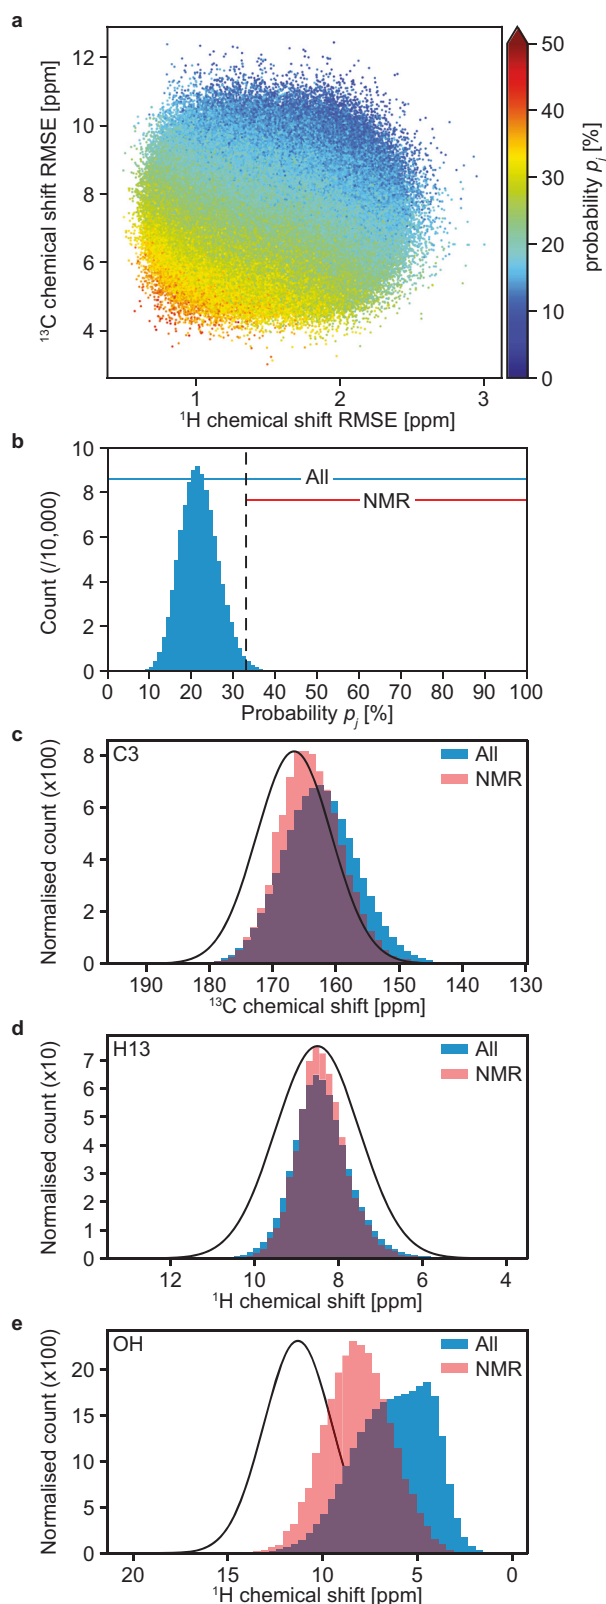 a
12
10
8
6
4
¹³C chemical shift RMSE [ppm]
1
2
3
¹H chemical shift RMSE [ppm]
50
40
30
20
10
0
probability pⱼ [%]
b
10
8
6
4
2
0
Count (/10,000)
All
NMR
0 10 20 30 40 50 60 70 80 90 100
Probability pⱼ [%]
c
C3
All
NMR
8
6
4
2
0
Normalised count (x100)
190 180 170 160 150 140 130
¹³C chemical shift [ppm]
d
H13
All
NMR
7
6
5
4
3
2
1
0
Normalised count (x10)
12 10 8 6 4
¹H chemical shift [ppm]
e
OH
All
NMR
20
15
10
5
0
Normalised count (x100)
20 15 10 5 0
¹H chemical shift [ppm]